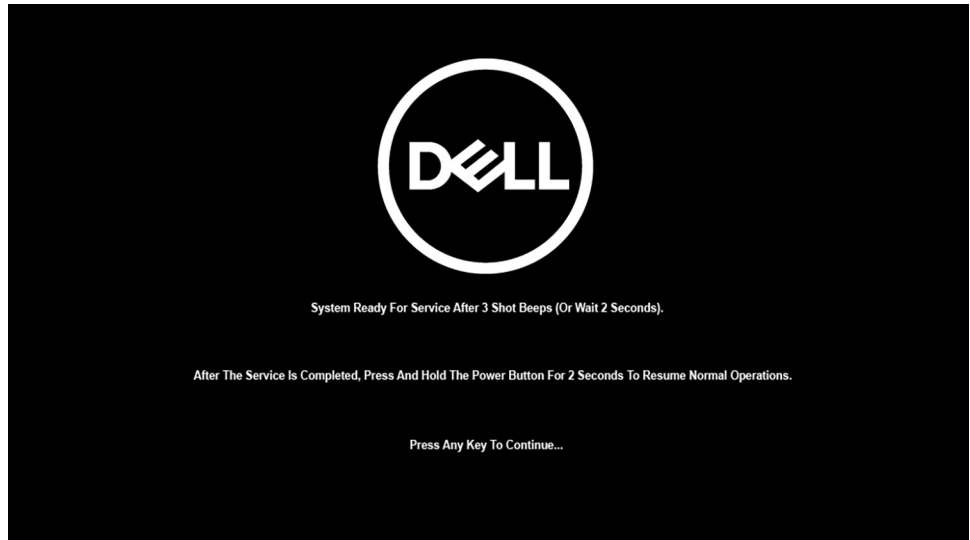 DELL
System Ready For Service After 3 Shot Beeps (Or Wait 2 Seconds).
After The Service Is Completed, Press And Hold The Power Button For 2 Seconds To Resume Normal Operations.
Press Any Key To Continue...